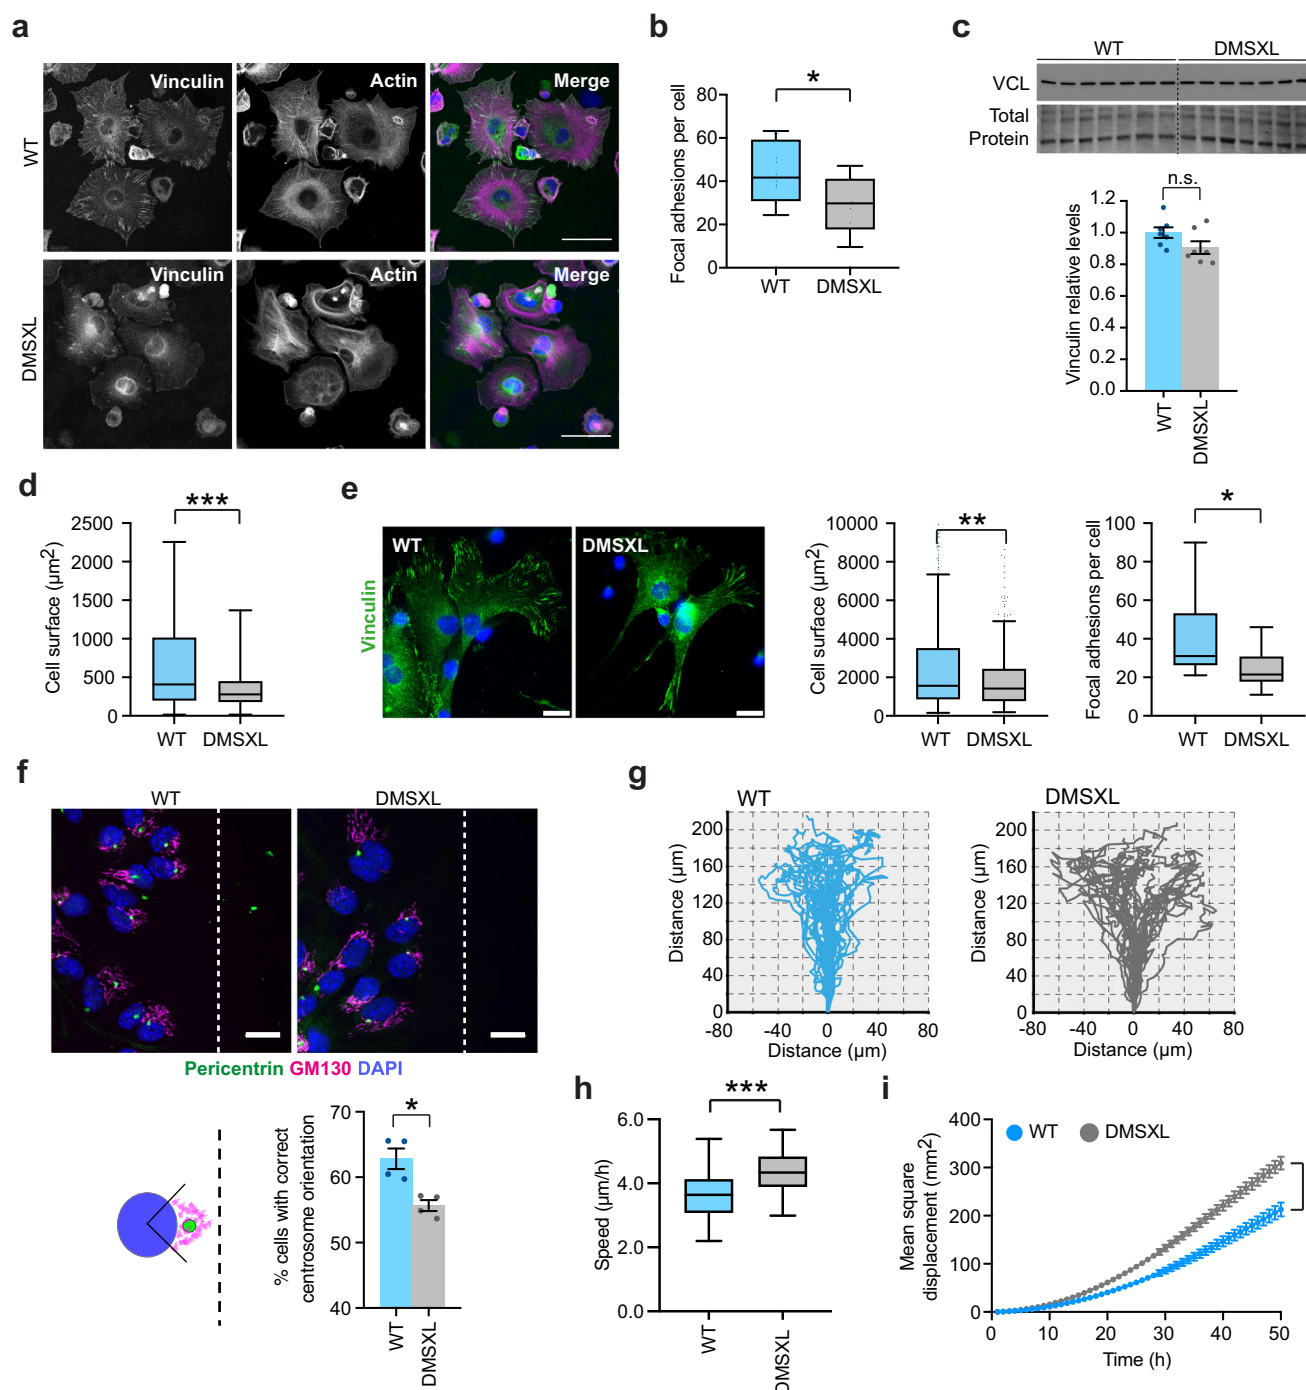 a
Vinculin Actin Merge
WT
Vinculin Actin Merge
DMSXL
b
*
Focal adhesions per cell
80
60
40
20
0
WT DMSXL
c
WT DMSXL
VCL
Total
Protein
n.s.
Vinculin relative levels
1.2
1.0
0.8
0.6
0.4
0.2
0.0
WT
DMSXL
d
***
Cell surface (µm²)
2500
2000
1500
1000
500
0
WT DMSXL
e
Vinculin
WT DMSXL
**
Cell surface (µm²)
10000
8000
6000
4000
2000
0
WT DMSXL
*
Focal adhesions per cell
100
80
60
40
20
0
WT DMSXL
f
WT DMSXL
Pericentrin GM130 DAPI
*
% cells with correct
centrosome orientation
70
60
50
40
WT
DMSXL
g
WT
Distance (µm)
200
160
120
80
40
0
-80 -40 0 40 80
Distance (µm)
DMSXL
Distance (µm)
200
160
120
80
40
0
-80 -40 0 40 80
Distance (µm)
h
***
Speed (µm/h)
6.0
4.0
2.0
0.0
WT
DMSXL
i
WT DMSXL
Mean square
displacement (mm²)
400
300
200
100
0
0 10 20 30 40 50
Time (h)